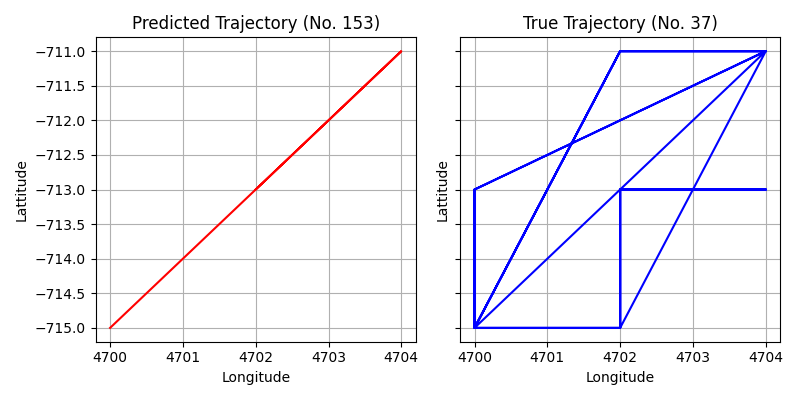 Predicted Trajectory (No. 153)
Lattitude
−711.0
−711.5
−712.0
−712.5
−713.0
−713.5
−714.0
−714.5
−715.0
4700 4701 4702 4703 4704
Longitude
True Trajectory (No. 37)
Lattitude
4700 4701 4702 4703 4704
Longitude